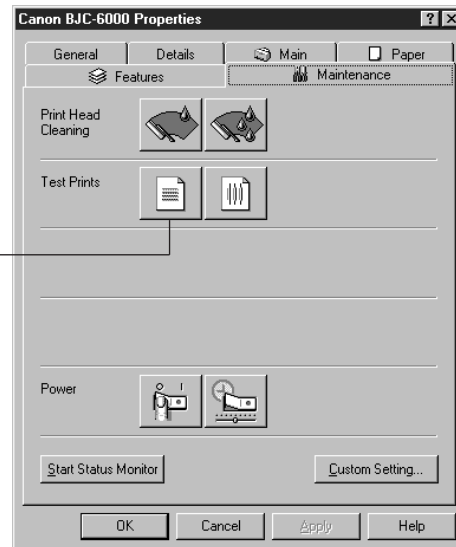 Canon BJC-6000 Properties
General Details Main Paper
Features Maintenance
Print Head
Cleaning
Test Prints
Power
Start Status Monitor Custom Setting...
OK Cancel Apply Help